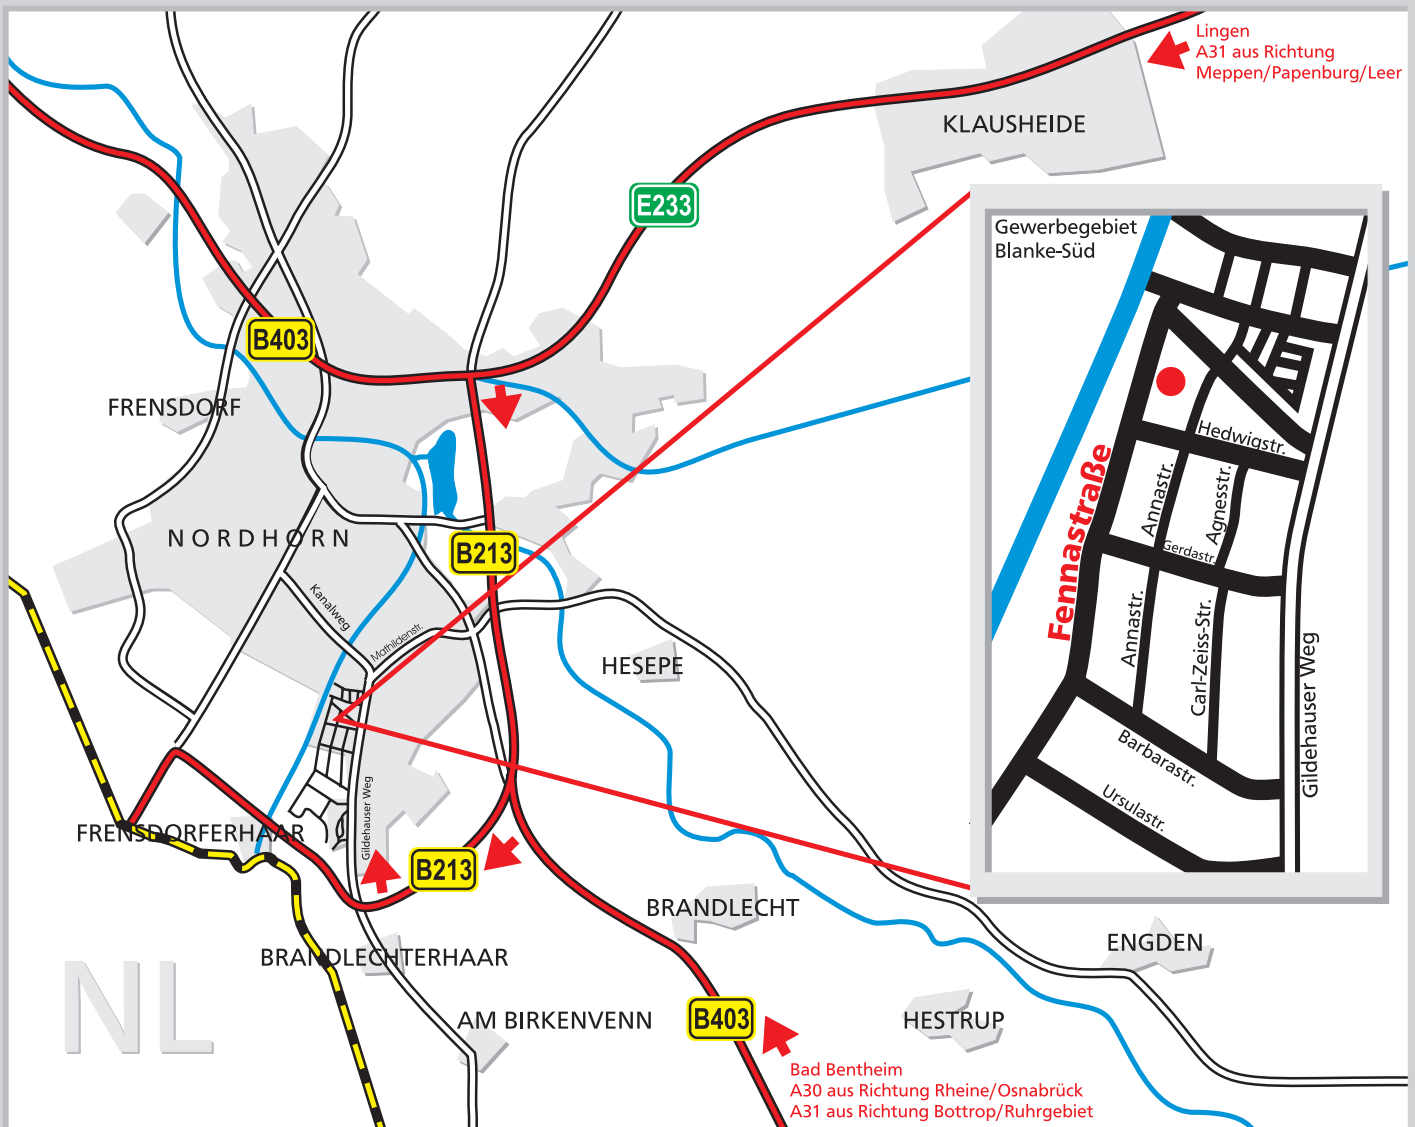 Lingen
A31 aus Richtung
Meppen/Papenburg/Leer
KLAUSHEIDE
E233
Gewerbegebiet
Blanke-Süd
B403
FRENSDORF
Hedwigstr.
Fennastraße
Annastr.
Agnesstr.
NORDHORN
B213
Gerdastr.
Kanalweg
Mathildenstr.
Annastr.
Carl-Zeiss-Str.
Gildehauser Weg
HESEPE
Barbarastr.
Ursulastr.
Gildehauser Weg
FRENSDORFERHAAR
B213
BRANDLECHT
ENGDEN
BRANDLECHTERHAAR
NL
AM BIRKENVENN
B403
HESTRUP
Bad Bentheim
A30 aus Richtung Rheine/Osnabrück
A31 aus Richtung Bottrop/Ruhrgebiet